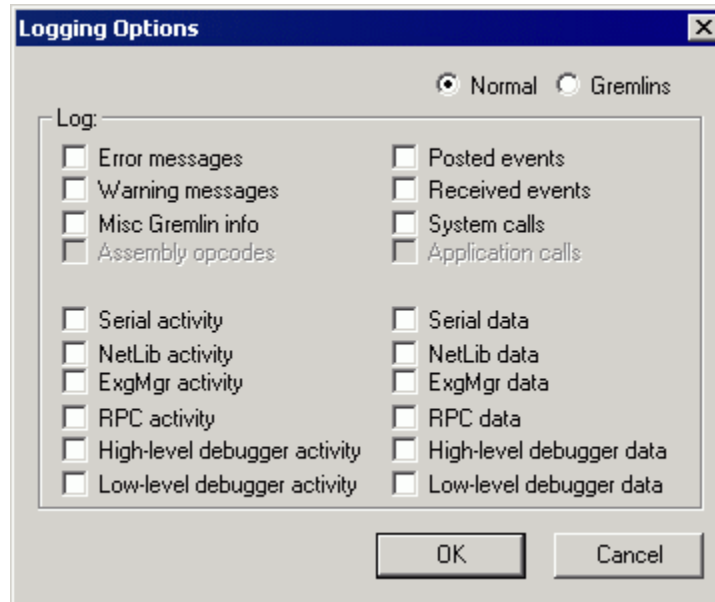 Logging Options
Normal Gremlins
Log:
Error messages Posted events
Warning messages Received events
Misc Gremlin info System calls
Assembly opcodes Application calls
Serial activity Serial data
NetLib activity NetLib data
ExgMgr activity ExgMgr data
RPC activity RPC data
High-level debugger activity High-level debugger data
Low-level debugger activity Low-level debugger data
OK Cancel